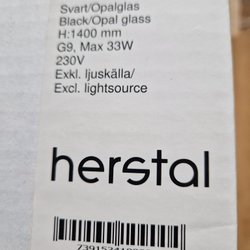 Svart/Opalglas
Black/Opal glass
H:1400 mm
G9, Max 33W
230V
Exkl. ljuskälla/
Excl. lightsource
herstal